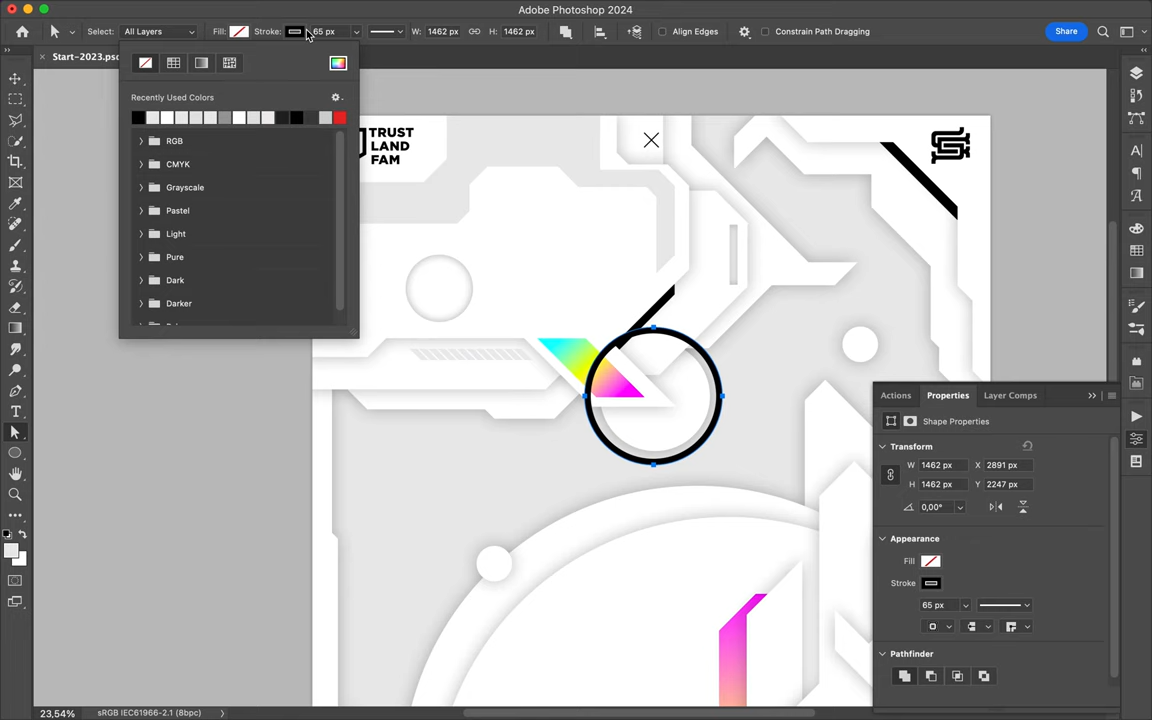 Adobe Photoshop 2024
Select: All Layers Fill: Stroke: 65 px W: 1462 px H: 1462 px Align Edges Constrain Path Dragging Share
Start-2023.psd
Recently Used Colors
RGB
CMYK
Grayscale
Pastel
Light
Pure
Dark
Darker
TRUST
LAND
FAM
Actions Properties Layer Comps
Shape Properties
Transform
W 1462 px X 2891 px
H 1462 px Y 2247 px
0,00°
Appearance
Fill
Stroke
65 px
Pathfinder
23,54% sRGB IEC61966-2.1 (8bpc)